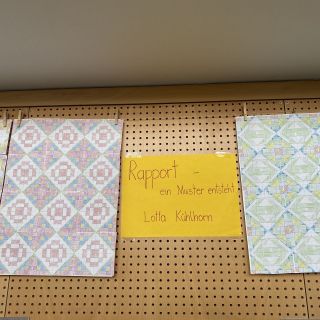 Rapport -
ein Muster entsteht
Lotta Kühlhorn